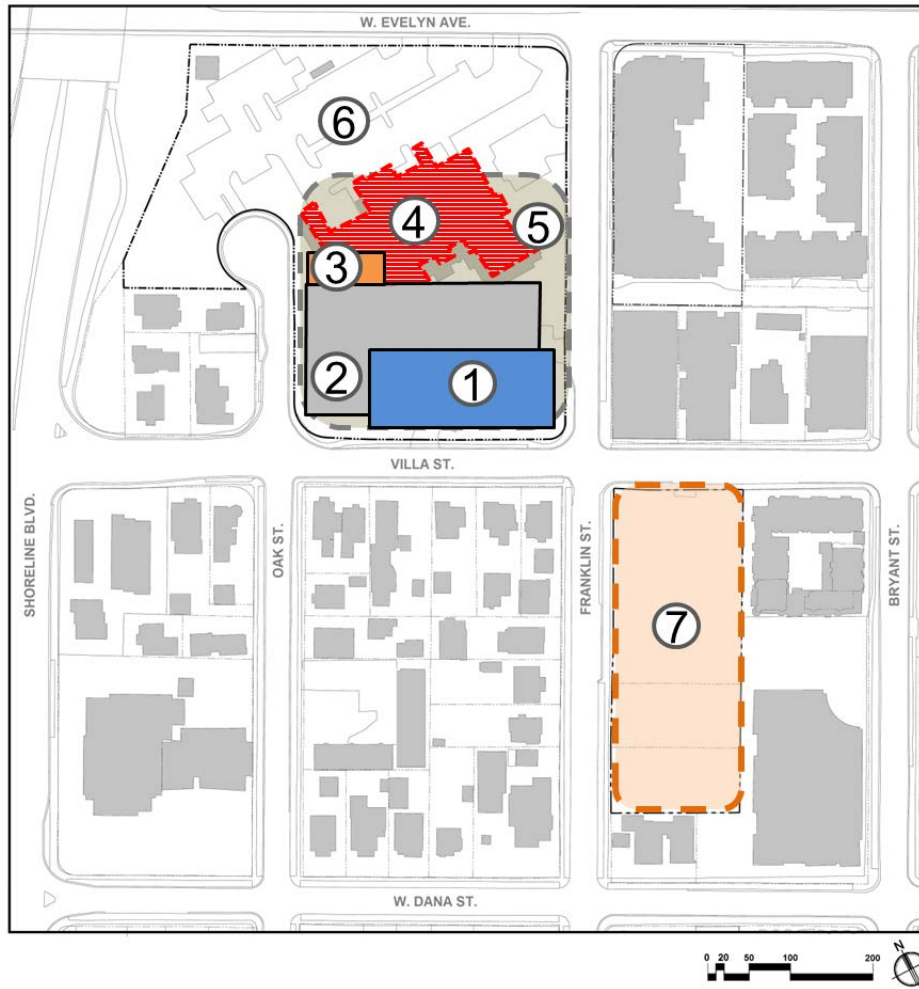 W. EVELYN AVE.
6
4
5
3
2
1
VILLA ST.
SHORELINE BLVD.
OAK ST.
FRANKLIN ST.
BRYANT ST.
7
W. DANA ST.
0 20 50 100 200
N